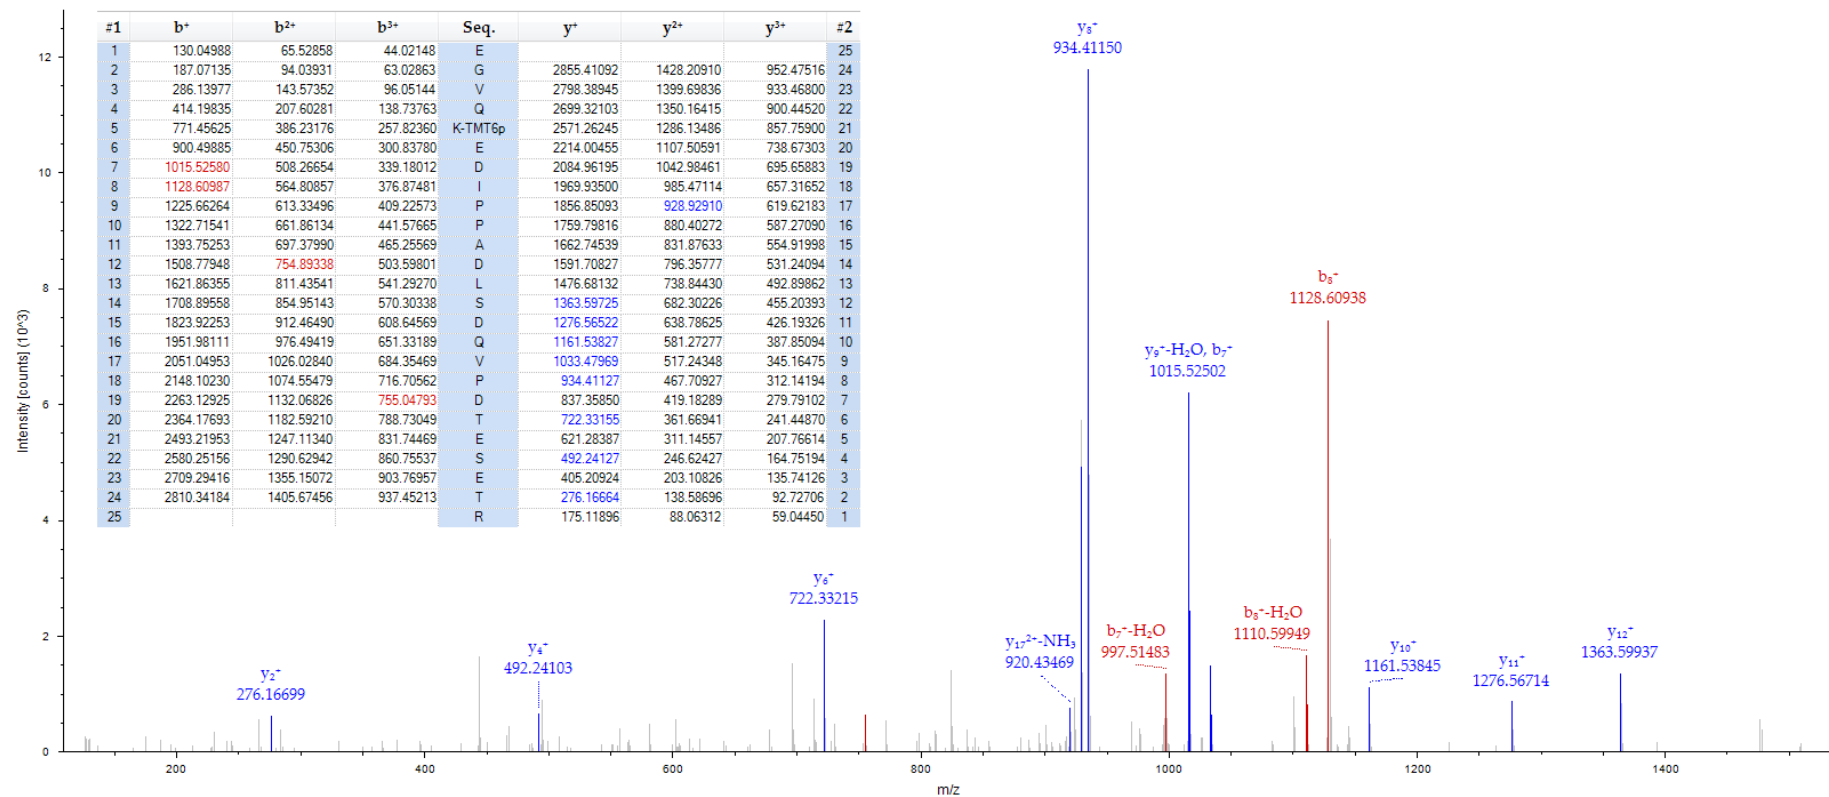 #1 b⁺ b²⁺ b³⁺ Seq. y⁺ y²⁺ y³⁺ #2
1 130.04988 65.52858 44.02148 E 25
2 187.07135 94.03931 63.02863 G 2855.41092 1428.20910 952.47516 24
3 286.13977 143.57352 96.05144 V 2798.38945 1399.69836 933.46800 23
4 414.19835 207.60281 138.73763 Q 2699.32103 1350.16415 900.44520 22
5 771.45625 386.23176 257.82360 K-TMT6p 2571.26245 1286.13486 857.75900 21
6 900.49885 450.75306 300.83780 E 2214.00455 1107.50591 738.67303 20
7 1015.52580 508.26654 339.18012 D 2084.96195 1042.98461 695.65883 19
8 1128.60987 564.80857 376.87481 I 1969.93500 985.47114 657.31652 18
9 1225.66264 613.33496 409.22573 P 1856.85093 928.92910 619.62183 17
10 1322.71541 661.86134 441.57665 P 1759.79816 880.40272 587.27090 16
11 1393.75253 697.37990 465.25569 A 1662.74539 831.87633 554.91998 15
12 1508.77948 754.89338 503.59801 D 1591.70827 796.35777 531.24094 14
13 1621.86355 811.43541 541.29270 L 1476.68132 738.84430 492.89862 13
14 1708.89558 854.95143 570.30338 S 1363.59725 682.30226 455.20393 12
15 1823.92253 912.46490 608.64569 D 1276.56522 638.78625 426.19326 11
16 1951.98111 976.49419 651.33189 Q 1161.53827 581.27277 387.85094 10
17 2051.04953 1026.02840 684.35469 V 1033.47969 517.24348 345.16475 9
18 2148.10230 1074.55479 716.70562 P 934.41127 467.70927 312.14194 8
19 2263.12925 1132.06826 755.04793 D 837.35850 419.18289 279.79102 7
20 2364.17693 1182.59210 788.73049 T 722.33155 361.66941 241.44870 6
21 2493.21953 1247.11340 831.74469 E 621.28387 311.14557 207.76614 5
22 2580.25156 1290.62942 860.75537 S 492.24127 246.62427 164.75194 4
23 2709.29416 1355.15072 903.76957 E 405.20924 203.10826 135.74126 3
24 2810.34184 1405.67456 937.45213 T 276.16664 138.58696 92.72706 2
25 R 175.11896 88.06312 59.04450 1
y₈⁺
934.41150
b₈⁺
1128.60938
y₉⁺-H₂O, b₇⁺
1015.52502
y₆⁺
722.33215
b₈⁺-H₂O
1110.59949
b₇⁺-H₂O
997.51483
y₁₇²⁺-NH₃
920.43469
y₁₀⁺
1161.53845
y₁₂⁺
1363.59937
y₁₁⁺
1276.56714
y₄⁺
492.24103
y₂⁺
276.16699
12
10
8
6
4
2
0
Intensity [counts] (10^3)
200 400 600 800 1000 1200 1400
m/z